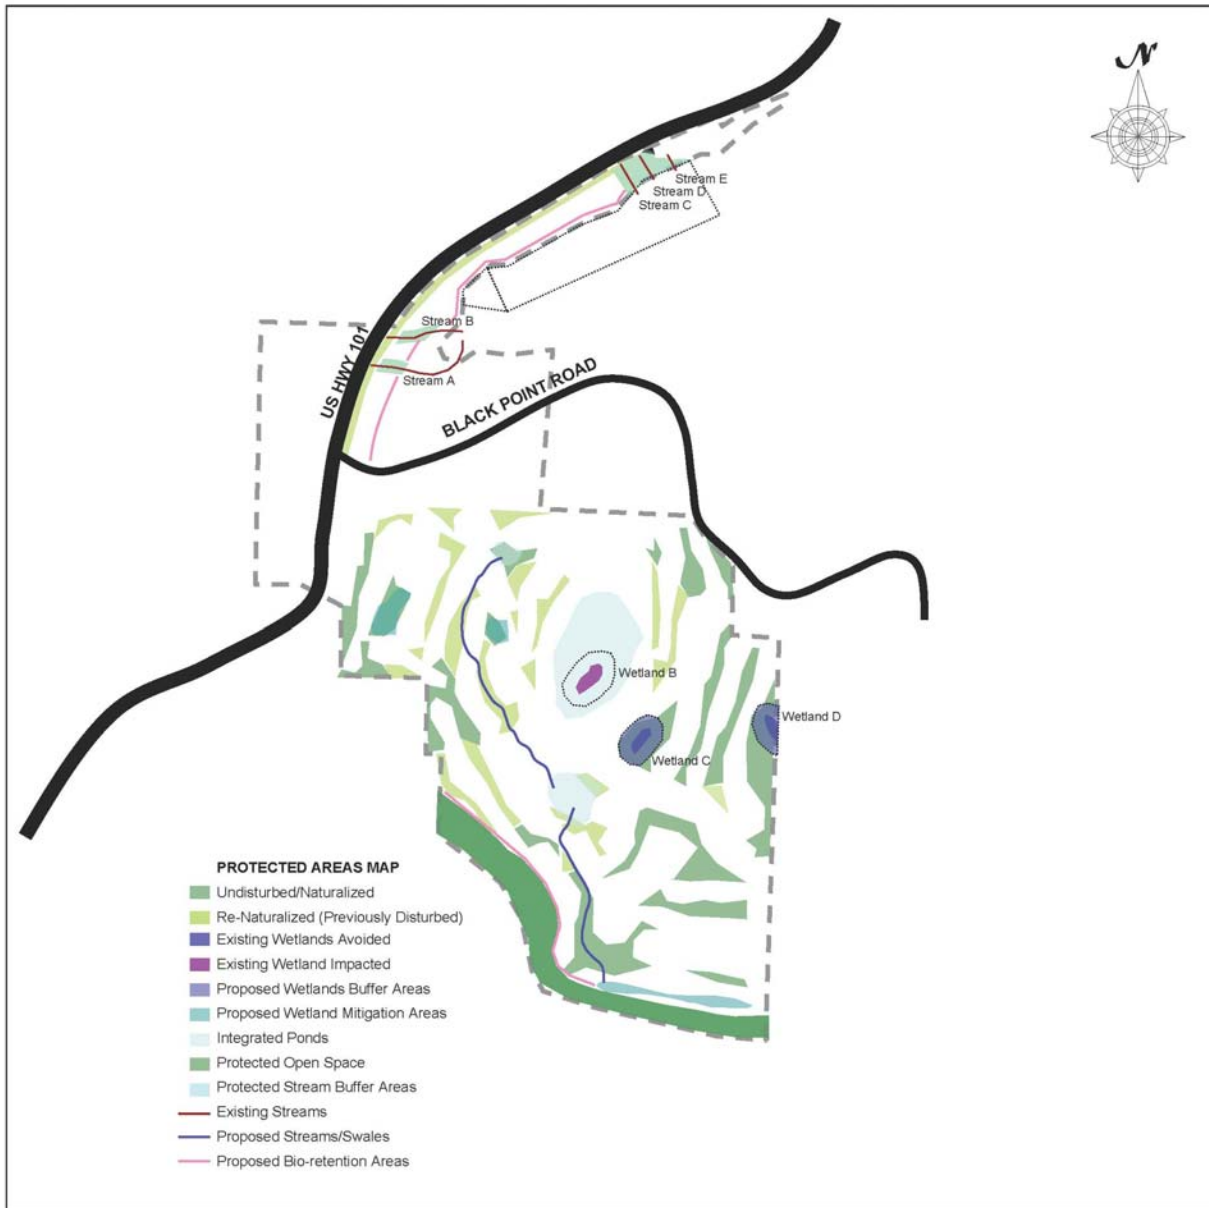 N
Stream E
Stream D
Stream C
Stream B
US HWY 101
Stream A
BLACK POINT ROAD
Wetland B
Wetland D
Wetland C
PROTECTED AREAS MAP
Undisturbed/Naturalized
Re-Naturalized (Previously Disturbed)
Existing Wetlands Avoided
Existing Wetland Impacted
Proposed Wetlands Buffer Areas
Proposed Wetland Mitigation Areas
Integrated Ponds
Protected Open Space
Protected Stream Buffer Areas
Existing Streams
Proposed Streams/Swales
Proposed Bio-retention Areas